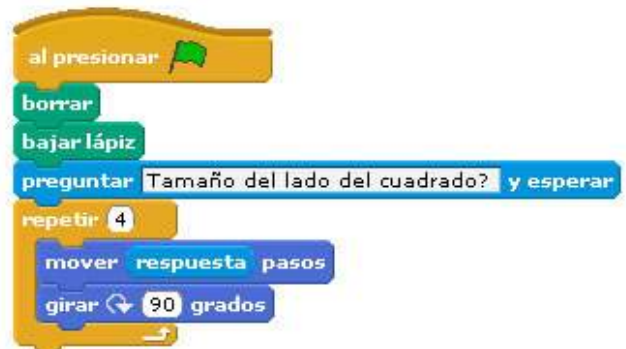 al presionar
borrar
bajar lápiz
preguntar Tamaño del lado del cuadrado? y esperar
repetir 4
mover respuesta pasos
girar 90 grados